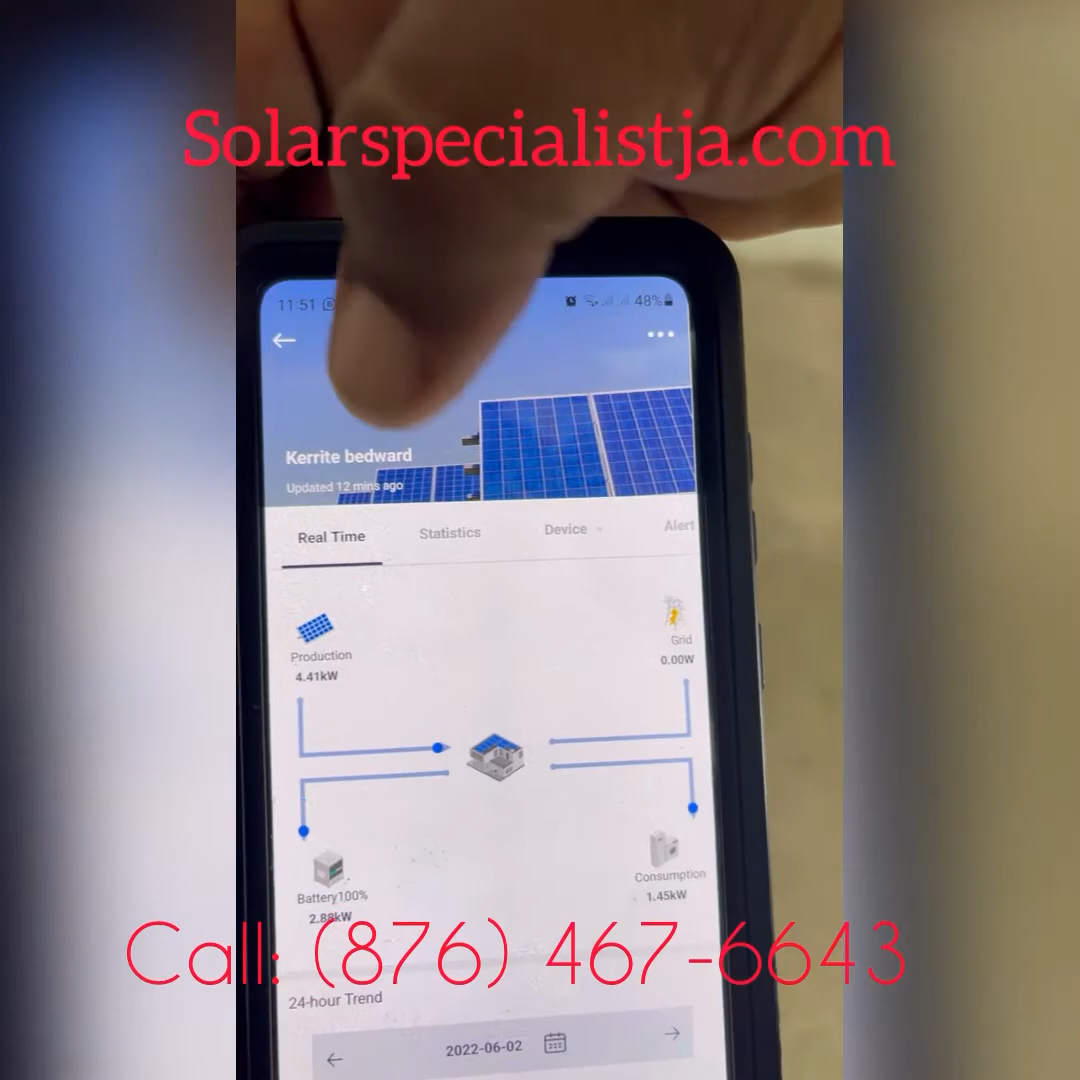 Solarspecialistja.com
11:51
48%
Kerrite bedward
Updated 12 mins ago
Real Time Statistics Device Alert
Production
4.41kW
Grid
0.00W
Battery100%
2.88kW
Consumption
1.45kW
Call: (876) 467-6643
24-hour Trend
2022-06-02